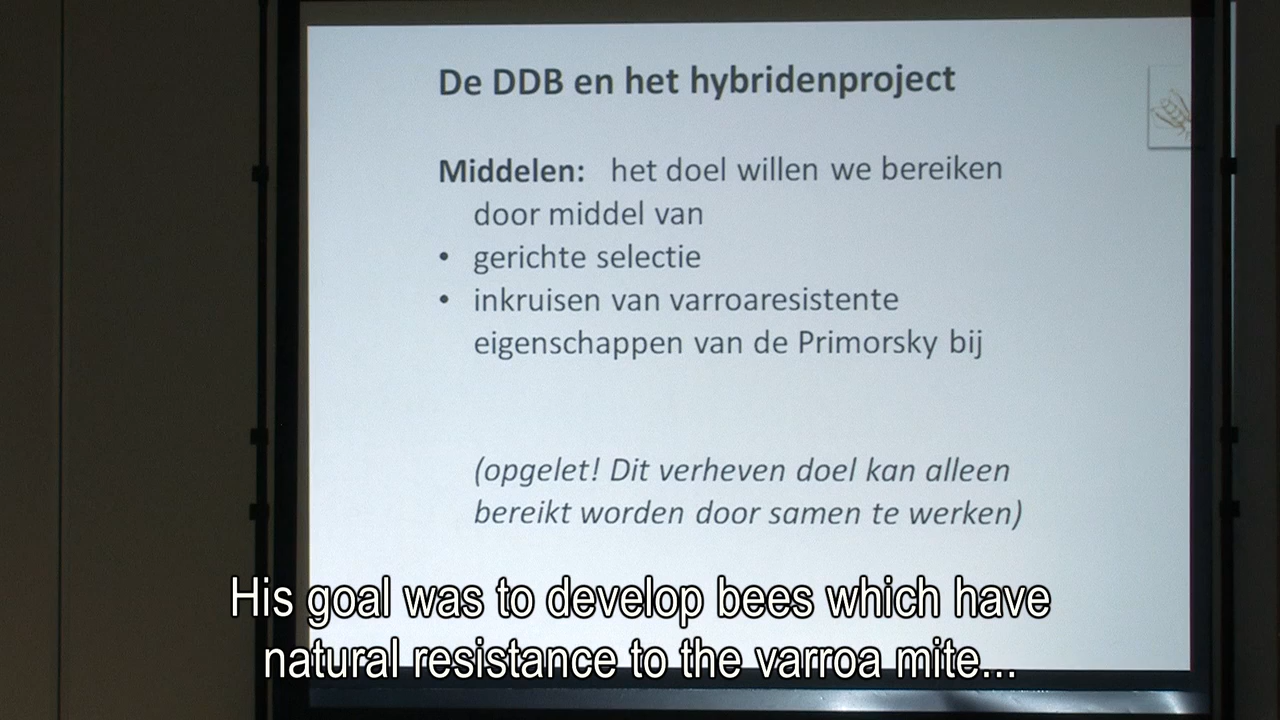 De DDB en het hybridenproject
Middelen: het doel willen we bereiken
door middel van
• gerichte selectie
• inkruisen van varroaresistente
eigenschappen van de Primorsky bij
(opgelet! Dit verheven doel kan alleen
bereikt worden door samen te werken)
His goal was to develop bees which have
natural resistance to the varroa mite...